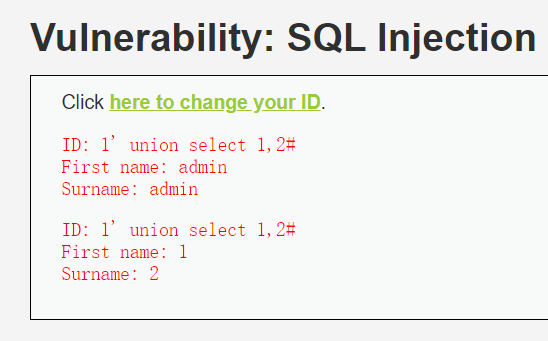 Vulnerability: SQL Injection
Click here to change your ID.
ID: 1' union select 1,2#
First name: admin
Surname: admin
ID: 1' union select 1,2#
First name: 1
Surname: 2